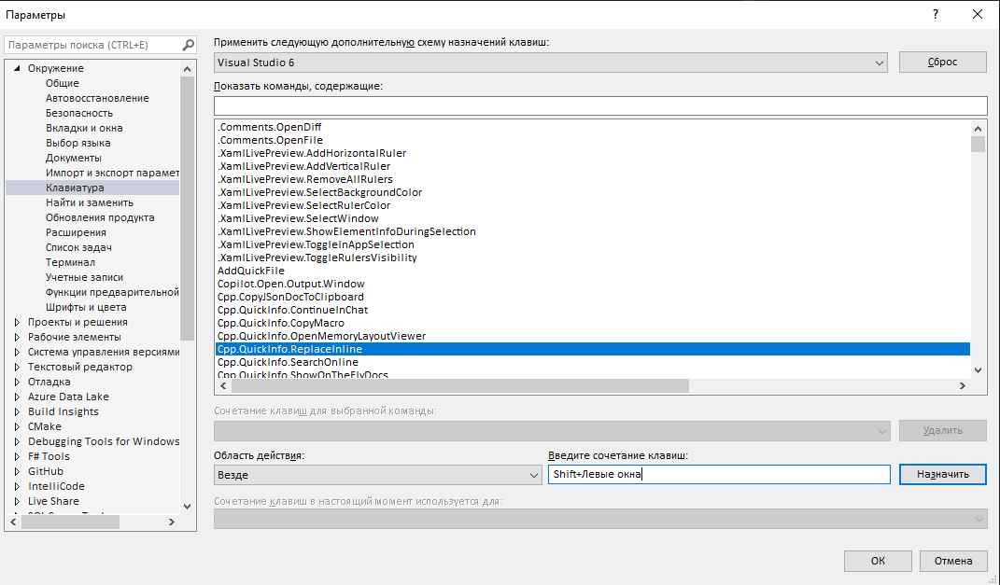 Параметры
?
Параметры поиска (CTRL+E)
Окружение
Общие
Автовосстановление
Безопасность
Вкладки и окна
Выбор языка
Документы
Импорт и экспорт парамет
Клавиатура
Найти и заменить
Обновления продукта
Расширения
Список задач
Терминал
Учетные записи
Функции предварительной
Шрифты и цвета
Проекты и решения
Рабочие элементы
Система управления версиями
Текстовый редактор
Отладка
Azure Data Lake
Build Insights
CMake
Debugging Tools for Windows
F# Tools
GitHub
IntelliCode
Live Share
Применить следующую дополнительную схему назначений клавиш:
Visual Studio 6
Сброс
Показать команды, содержащие:
.Comments.OpenDiff
.Comments.OpenFile
.XamlLivePreview.AddHorizontalRuler
.XamlLivePreview.AddVerticalRuler
.XamlLivePreview.RemoveAllRulers
.XamlLivePreview.SelectBackgroundColor
.XamlLivePreview.SelectRulerColor
.XamlLivePreview.SelectWindow
.XamlLivePreview.ShowElementInfoDuringSelection
.XamlLivePreview.ToggleInAppSelection
.XamlLivePreview.ToggleRulersVisibility
AddQuickFile
Copilot.Open.Output.Window
Cpp.CopyJSonDocToClipboard
Cpp.QuickInfo.ContinueInChat
Cpp.QuickInfo.CopyMacro
Cpp.QuickInfo.OpenMemoryLayoutViewer
Cpp.QuickInfo.ReplaceInline
Cpp.QuickInfo.SearchOnline
Cpp.QuickInfo.ShowOnTheFlyDocs
Сочетание клавиш для выбранной команды:
Удалить
Область действия:
Введите сочетание клавиш:
Везде
Shift+Левые окна
Назначить
Сочетание клавиш в настоящий момент используется для:
ОК
Отмена